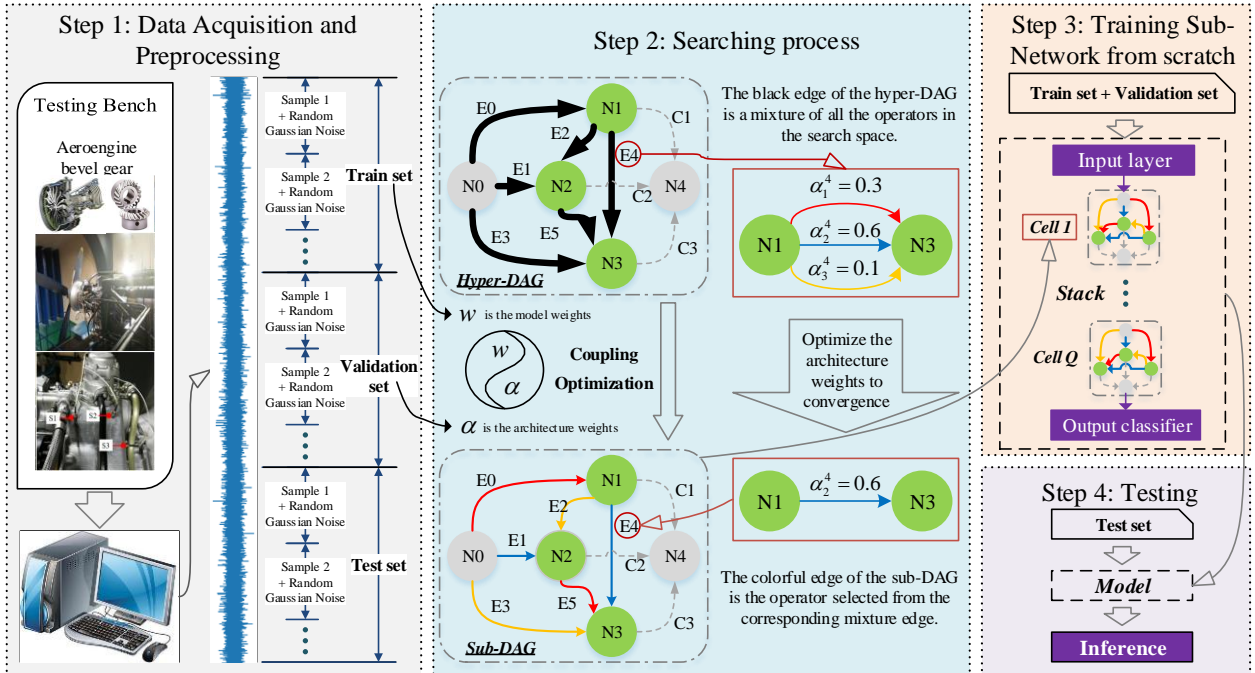 Step 1: Data Acquisition and
Preprocessing
Testing Bench
Aeroengine
bevel gear
S1
S2
S3
Sample 1
+ Random
Gaussian Noise
Sample 2
+ Random
Gaussian Noise
Train set
Sample 1
+ Random
Gaussian Noise
Sample 2
+ Random
Gaussian Noise
Validation
set
Sample 1
+ Random
Gaussian Noise
Sample 2
+ Random
Gaussian Noise
Test set
Step 2: Searching process
E0
N1
C1
E2
E4
E1
N0
N2
C2
N4
E3
E5
C3
N3
Hyper-DAG
The black edge of the hyper-DAG
is a mixture of all the operators in
the search space.
α₁⁴ = 0.3
N1
α₂⁴ = 0.6
N3
α₃⁴ = 0.1
w is the model weights
w
α
Coupling
Optimization
α is the architecture weights
Optimize the
architecture
weights to
convergence
E0
N1
C1
E2
E4
E1
N0
N2
C2
N4
E3
E5
C3
N3
Sub-DAG
N1
α₂⁴ = 0.6
N3
The colorful edge of the sub-DAG
is the operator selected from the
corresponding mixture edge.
Step 3: Training Sub-
Network from scratch
Train set + Validation set
Input layer
Cell 1
Stack
Cell Q
Output classifier
Step 4: Testing
Test set
Model
Inference